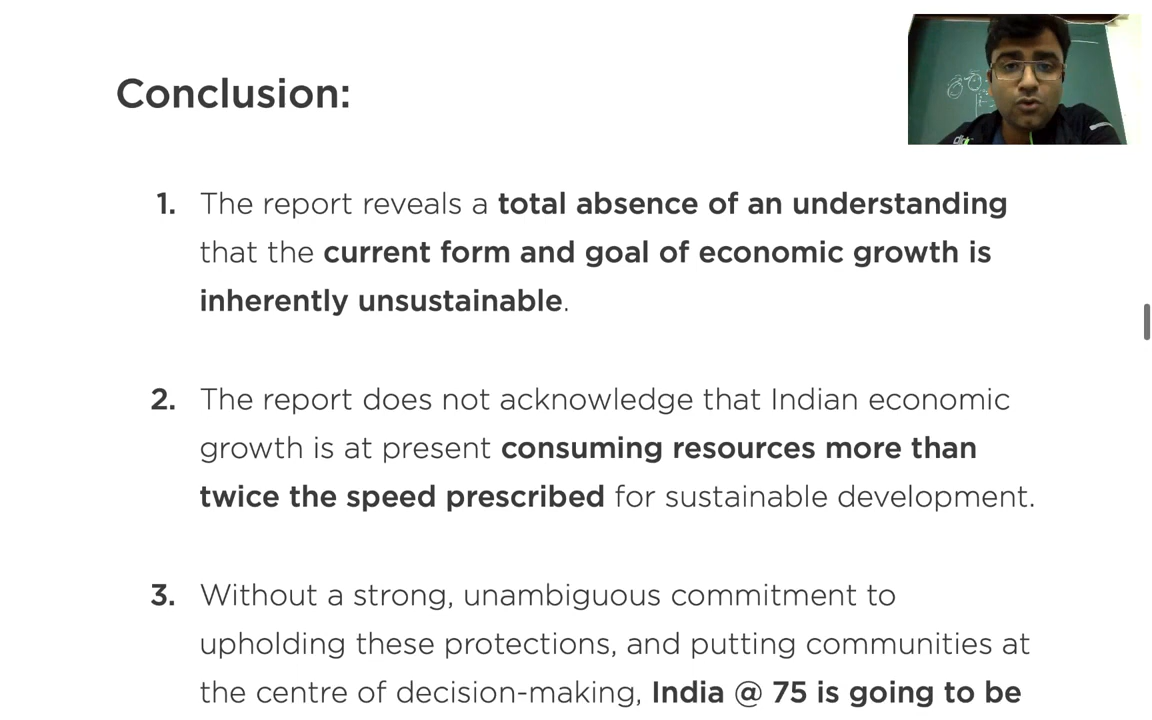 Conclusion:
1. The report reveals a total absence of an understanding
that the current form and goal of economic growth is
inherently unsustainable.
2. The report does not acknowledge that Indian economic
growth is at present consuming resources more than
twice the speed prescribed for sustainable development.
3. Without a strong, unambiguous commitment to
upholding these protections, and putting communities at
the centre of decision-making, India @ 75 is going to be